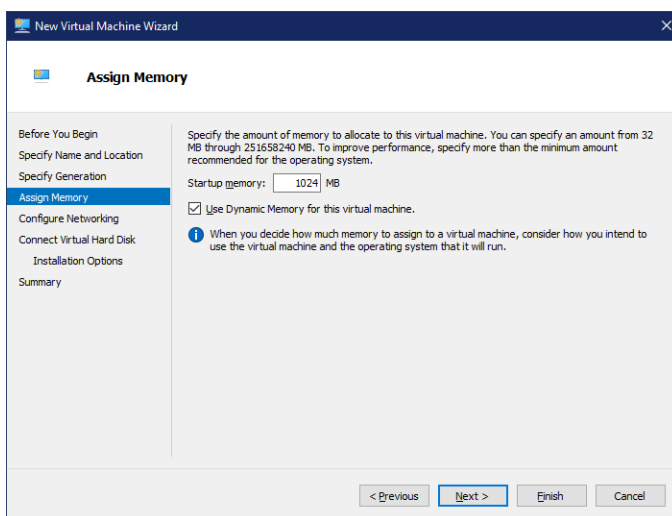 New Virtual Machine Wizard
Assign Memory
Before You Begin
Specify Name and Location
Specify Generation
Assign Memory
Configure Networking
Connect Virtual Hard Disk
Installation Options
Summary
Specify the amount of memory to allocate to this virtual machine. You can specify an amount from 32
MB through 251658240 MB. To improve performance, specify more than the minimum amount
recommended for the operating system.
Startup memory: 1024 MB
Use Dynamic Memory for this virtual machine.
When you decide how much memory to assign to a virtual machine, consider how you intend to
use the virtual machine and the operating system that it will run.
< Previous Next > Finish Cancel